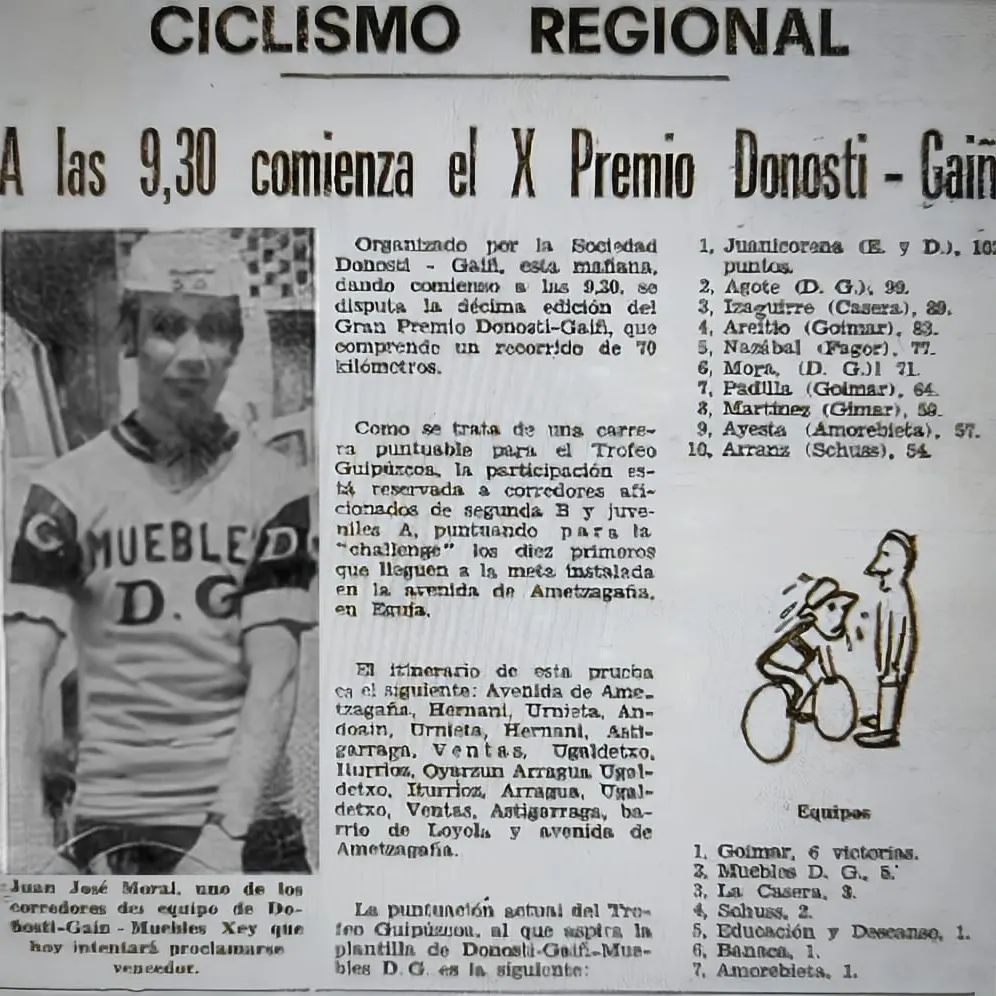 CICLISMO REGIONAL
A las 9,30 comienza el X Premio Donosti - Gaiñ
MUEBLE
D. G
G
D
Juan José Moral, uno de los
corredores del equipo de Do-
ñosti-Gain - Muebles Xey que
hoy intentará proclamarse
vencedor.
Organizado por la Sociedad
Donosti - Gaiñ, esta mañana,
dando comienso a las 9,30, se
disputa la décima edición del
Gran Premio Donosti-Gaiñ, que
comprende un recorrido de 70
kilómetros.
Como se trata de una carre-
ra puntuable para el Trofeo
Guipúzcoa, la participación es-
tá reservada a corredores afi-
cionados de segunda B y juve-
niles A, puntuando para la
"challenge" los diez primeros
que lleguen a la meta instalada
en la avenida de Ametzagaña,
en Eguía.
El itinerario de esta prueba
es el siguiente: Avenida de Ame-
tzagaña, Hernani, Urnieta, An-
doain, Urnieta, Hernani, Asti-
garraga, Ventas, Ugaldetxo,
Iturrioz, Oyarzun Arragua Ugal-
detxo, Iturrioz, Arragua, Ugal-
detxo, Ventas, Astigarraga, ba-
rrio de Loyola y avenida de
Ametzagaña.
La puntuación actual del Tro-
feo Guipúzcoa, al que aspira la
plantilla de Donosti-Gaiñ-Mue-
bles D. G. es la siguiente:
1, Juanicorena (E. y D.), 102
puntos.
2, Agote (D. G.), 99.
3, Izaguirre (Casera), 89.
4, Areitio (Goimar), 83.
5, Nazábal (Fagor), 77.
6, Mora, (D. G.)l 71.
7, Padilla (Goimar), 64.
8, Martínez (Gimar), 59.
9, Ayesta (Amorebieta), 57.
10, Arranz (Schuss), 54.
Equipos
1, Goimar, 6 victorias.
2, Muebles D. G., 5.
3, La Casera, 3.
4, Schuss, 2.
5, Educación y Descanso, 1.
6, Banaca, 1.
7, Amorebieta, 1.